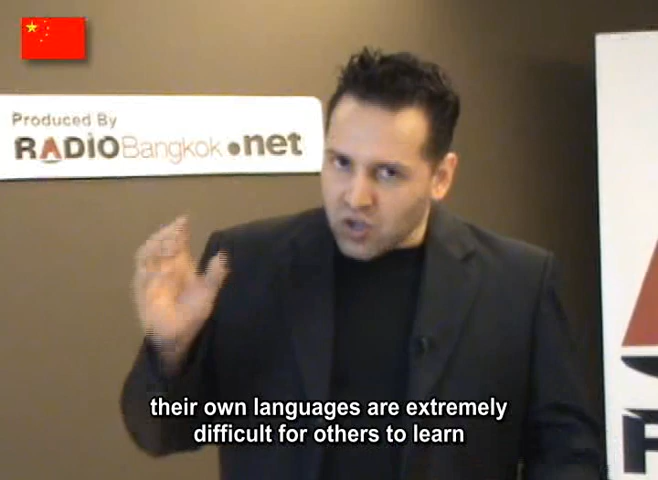 Produced By
RADIOBangkok.net
their own languages are extremely
difficult for others to learn